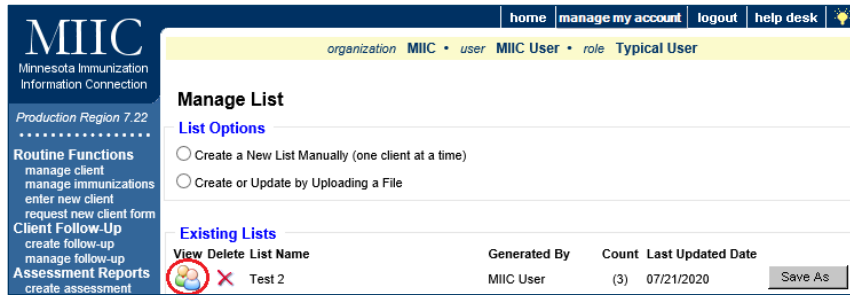 home manage my account logout help desk
MIIC
Minnesota Immunization
Information Connection
organization MIIC • user MIIC User • role Typical User
Production Region 7.22
Manage List
List Options
Create a New List Manually (one client at a time)
Create or Update by Uploading a File
Routine Functions
manage client
manage immunizations
enter new client
request new client form
Client Follow-Up
create follow-up
manage follow-up
Assessment Reports
create assessment
Existing Lists
View Delete List Name Generated By Count Last Updated Date
Test 2 MIIC User (3) 07/21/2020 Save As